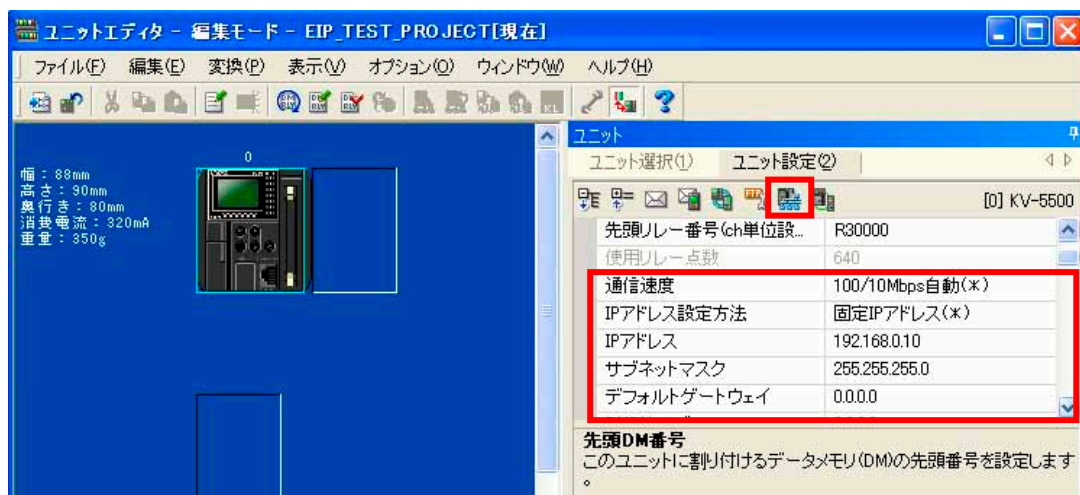 ユニットエディタ - 編集モード - EIP_TEST_PROJECT[現在]
ファイル(F) 編集(E) 変換(P) 表示(V) オプション(O) ウィンドウ(W) ヘルプ(H)
幅：88mm
高さ：90mm
奥行き：80mm
消費電流：320mA
重量：350g
0
ユニット
ユニット選択(1) ユニット設定(2)
[0] KV-5500
先頭リレー番号(ch単位設... R30000
使用リレー点数 640
通信速度 100/10Mbps自動(*)
IPアドレス設定方法 固定IPアドレス(*)
IPアドレス 192.168.0.10
サブネットマスク 255.255.255.0
デフォルトゲートウェイ 0.0.0.0
先頭DM番号
このユニットに割り付けるデータメモリ(DM)の先頭番号を設定します
。